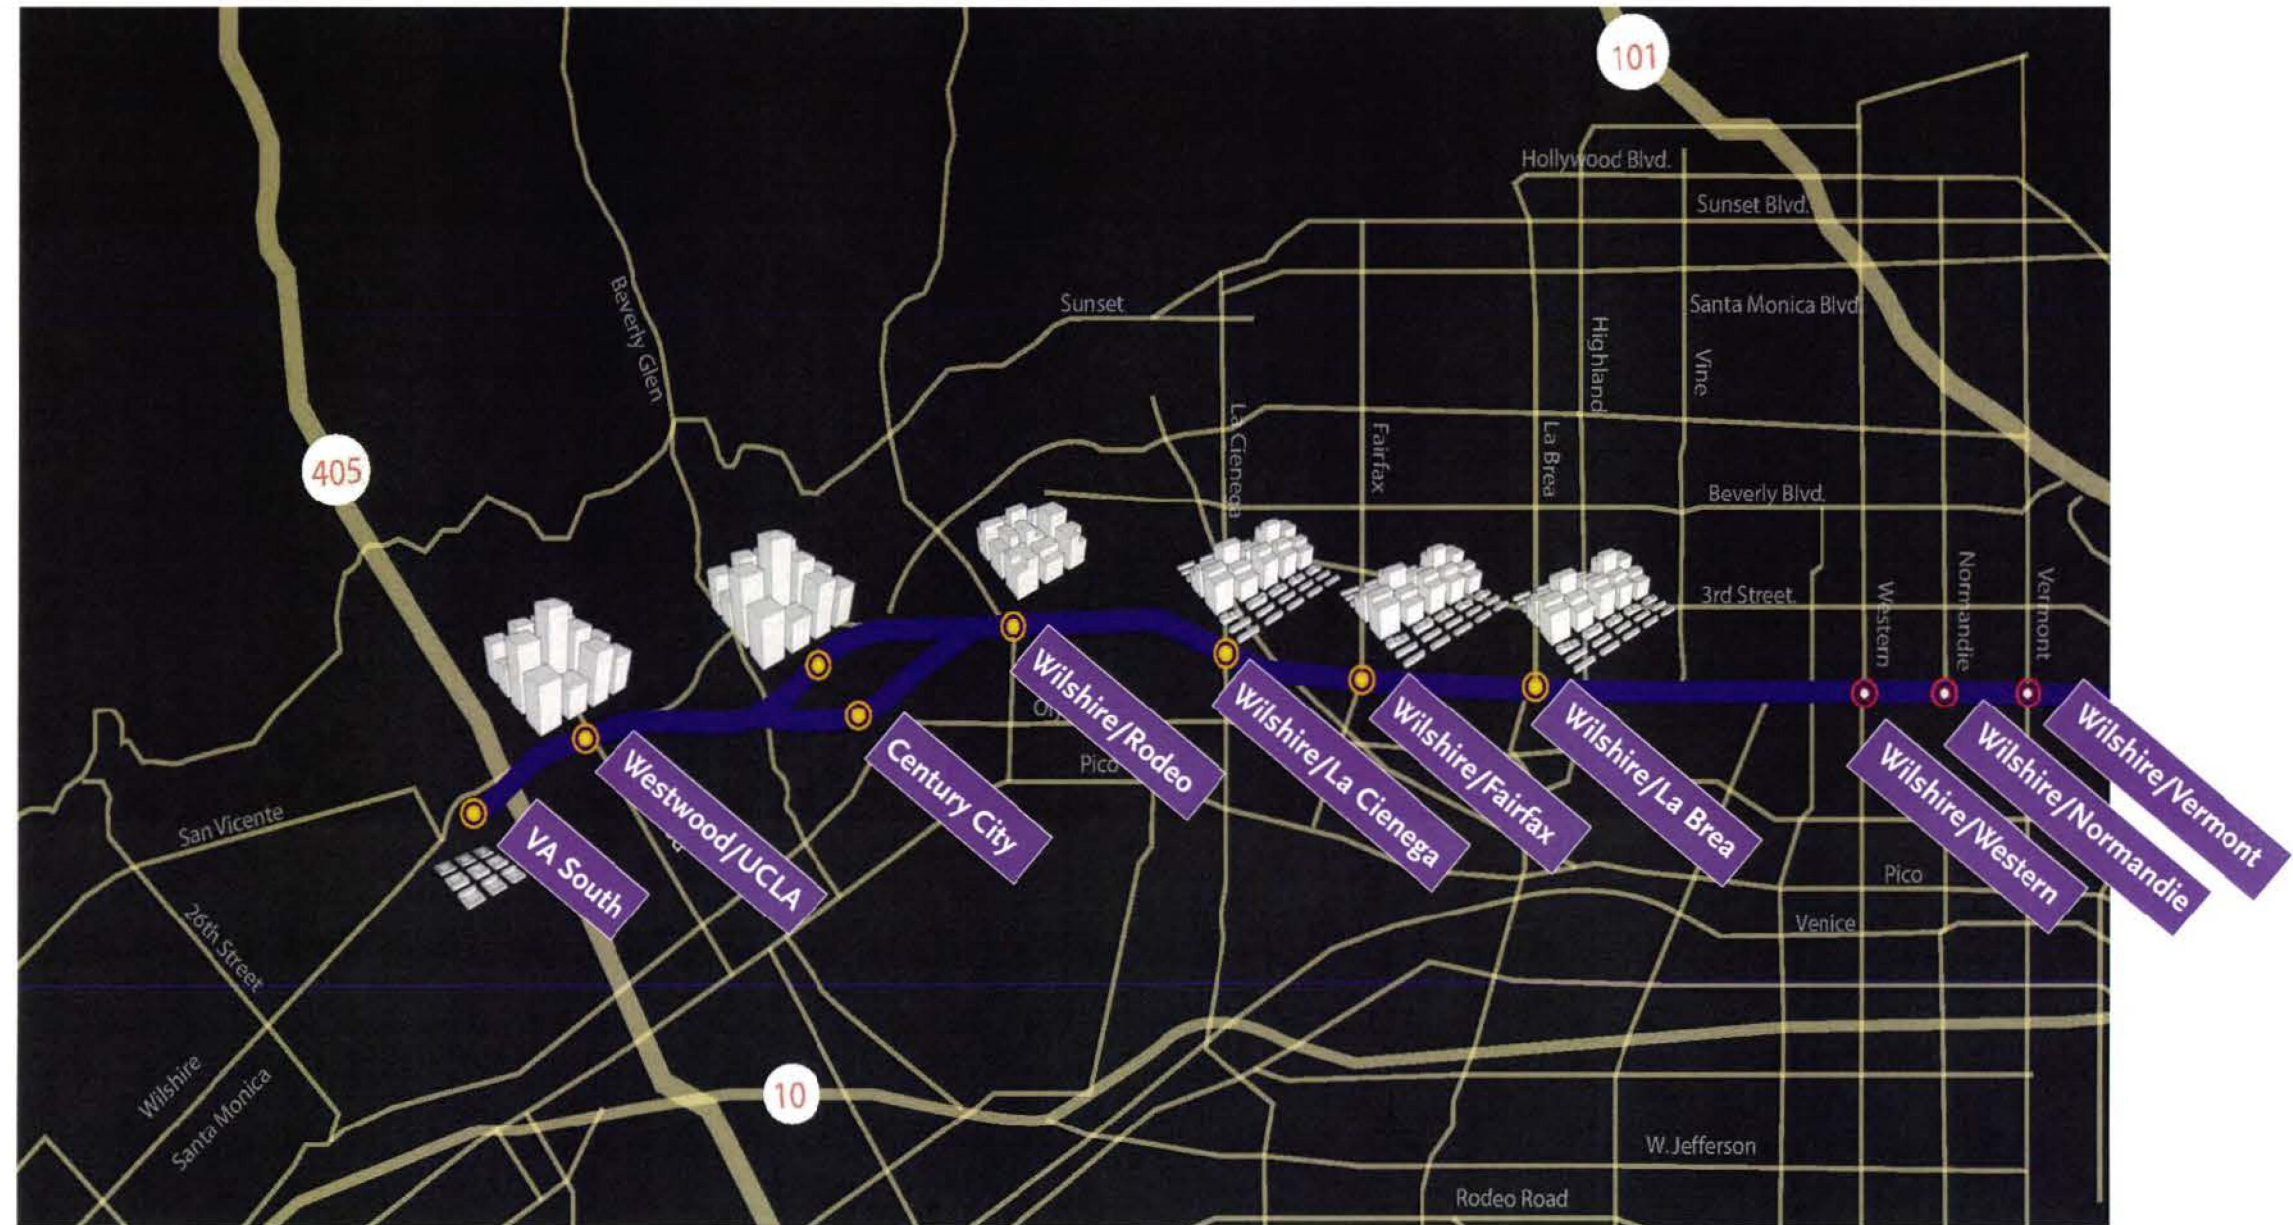 101
Hollywood Blvd.
Sunset Blvd.
Sunset
Santa Monica Blvd.
Beverly Glen
Highland
Vine
La Cienega
Fairfax
La Brea
405
Beverly Blvd.
3rd Street.
Western
Normandie
Vermont
Pico
San Vicente
VA South
Westwood/UCLA
Century City
Wilshire/Rodeo
Wilshire/La Cienega
Wilshire/Fairfax
Wilshire/La Brea
Wilshire/Western
Wilshire/Normandie
Wilshire/Vermont
Pico
Venice
26th Street
Wilshire
Santa Monica
10
W. Jefferson
Rodeo Road